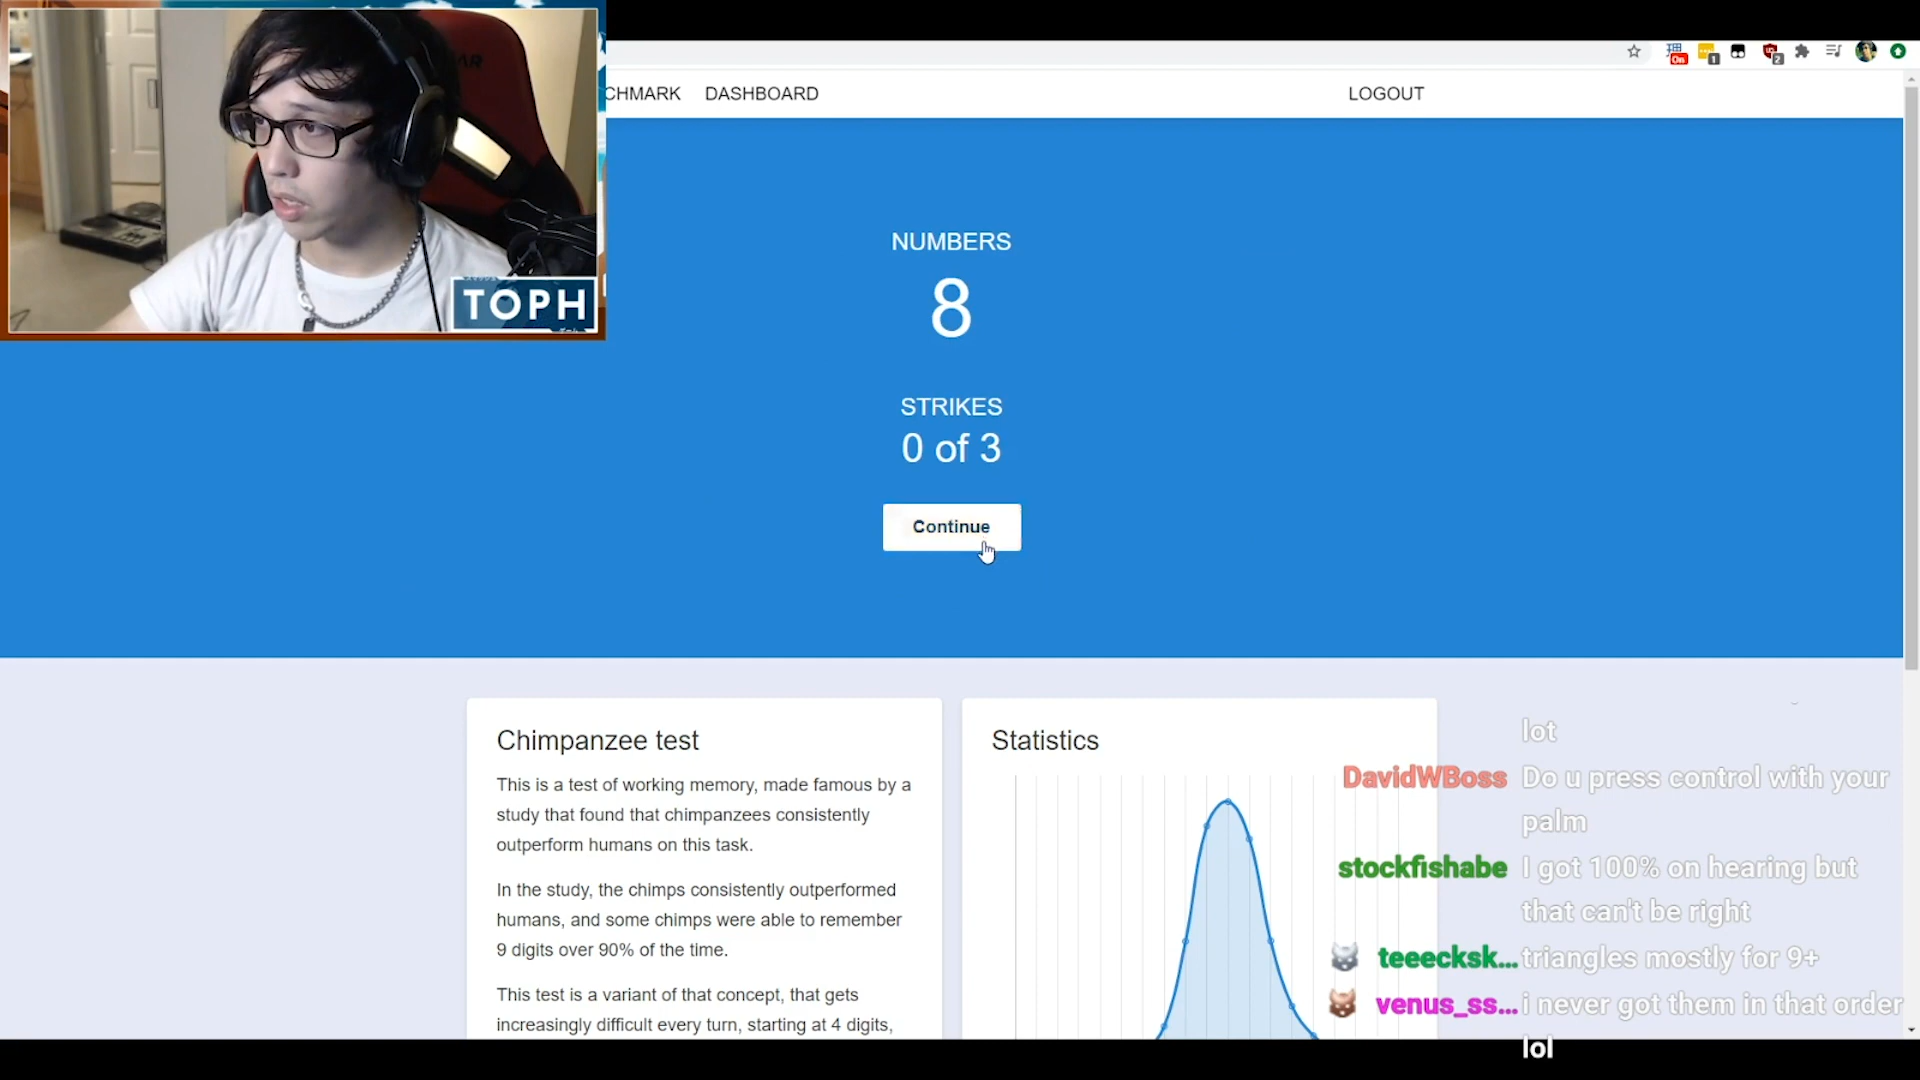 CHMARK DASHBOARD LOGOUT
On 1 2
TOPH
NUMBERS
8
STRIKES
0 of 3
Continue
Chimpanzee test
This is a test of working memory, made famous by a
study that found that chimpanzees consistently
outperform humans on this task.
In the study, the chimps consistently outperformed
humans, and some chimps were able to remember
9 digits over 90% of the time.
This test is a variant of that concept, that gets
increasingly difficult every turn, starting at 4 digits,
Statistics
lot
DavidWBoss Do u press control with your
palm
stockfishabe I got 100% on hearing but
that can't be right
teeecksk... triangles mostly for 9+
venus_ss... i never got them in that order
lol